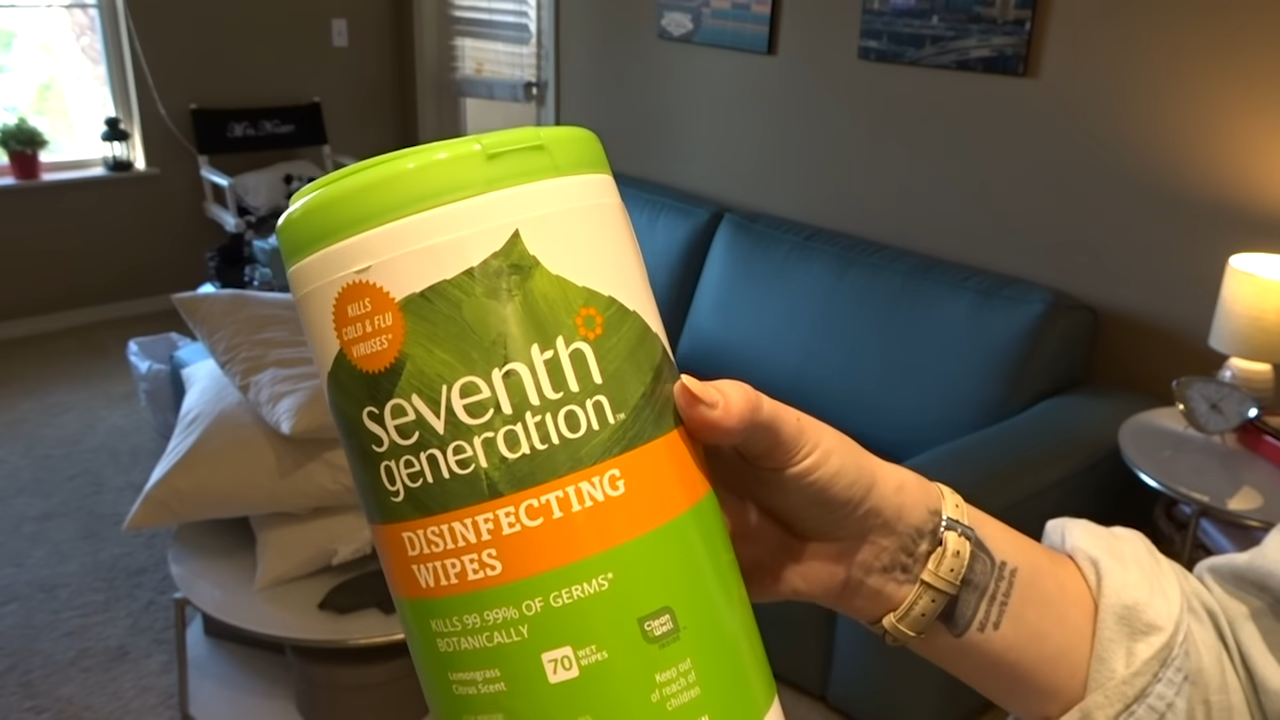 KILLS
COLD & FLU
VIRUSES*
seventh
generation™
DISINFECTING
WIPES
KILLS 99.99% OF GERMS*
BOTANICALLY
Clean
Well
Lemongrass
Citrus Scent
70 WET
WIPES
Keep out
of reach of
children